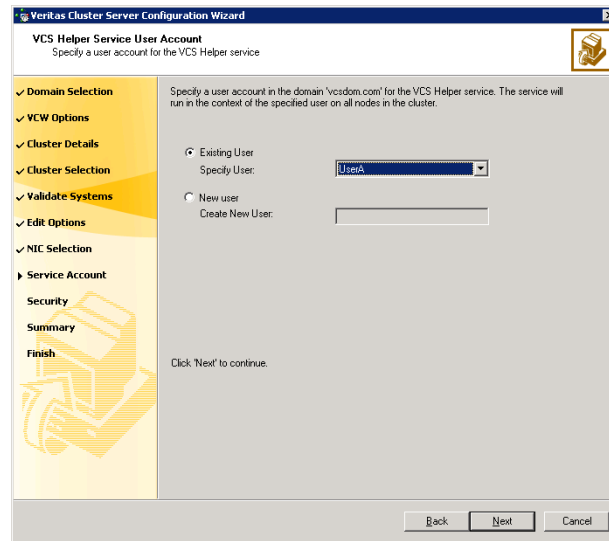 Veritas Cluster Server Configuration Wizard
VCS Helper Service User Account
Specify a user account for the VCS Helper service
Domain Selection
VCW Options
Cluster Details
Cluster Selection
Validate Systems
Edit Options
NIC Selection
Service Account
Security
Summary
Finish
Specify a user account in the domain 'vcsdom.com' for the VCS Helper service. The service will
run in the context of the specified user on all nodes in the cluster.
Existing User
Specify User: UserA
New user
Create New User:
Click 'Next' to continue.
Back Next Cancel